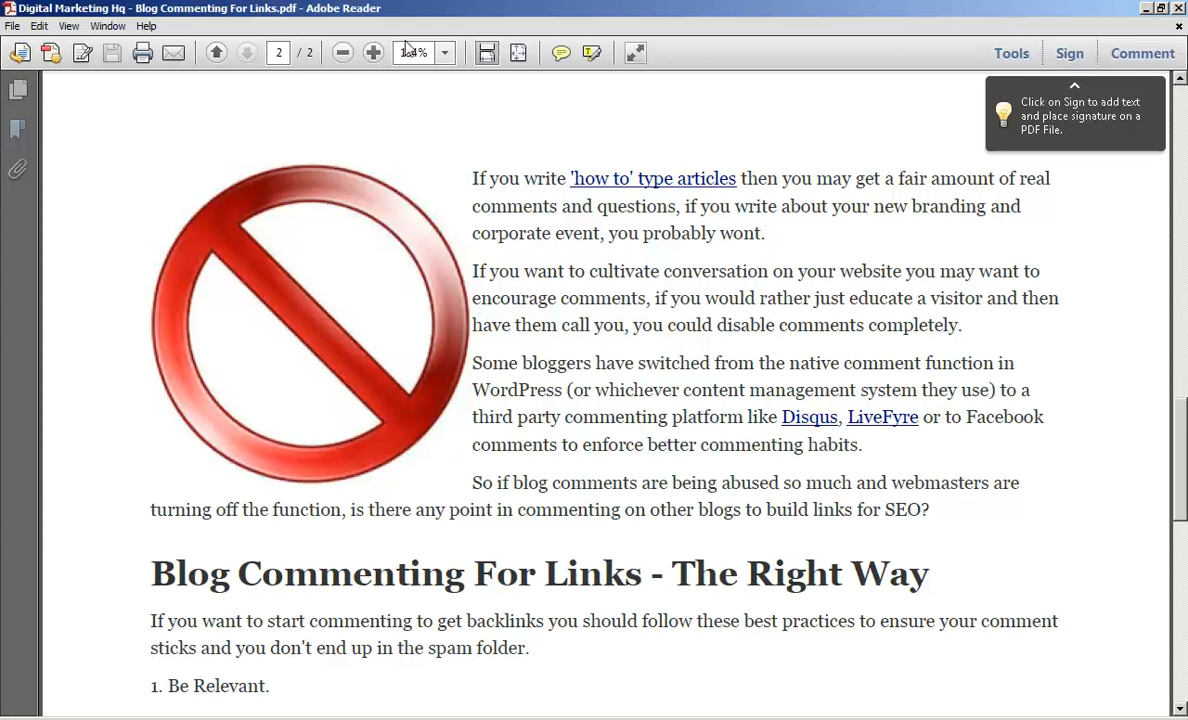 Digital Marketing Hq - Blog Commenting For Links.pdf - Adobe Reader
File Edit View Window Help
2 / 2
Tools Sign Comment
Click on Sign to add text
and place signature on a
PDF File.
If you write 'how to' type articles then you may get a fair amount of real
comments and questions, if you write about your new branding and
corporate event, you probably wont.
If you want to cultivate conversation on your website you may want to
encourage comments, if you would rather just educate a visitor and then
have them call you, you could disable comments completely.
Some bloggers have switched from the native comment function in
WordPress (or whichever content management system they use) to a
third party commenting platform like Disqus, LiveFyre or to Facebook
comments to enforce better commenting habits.
So if blog comments are being abused so much and webmasters are
turning off the function, is there any point in commenting on other blogs to build links for SEO?
Blog Commenting For Links - The Right Way
If you want to start commenting to get backlinks you should follow these best practices to ensure your comment
sticks and you don't end up in the spam folder.
1. Be Relevant.